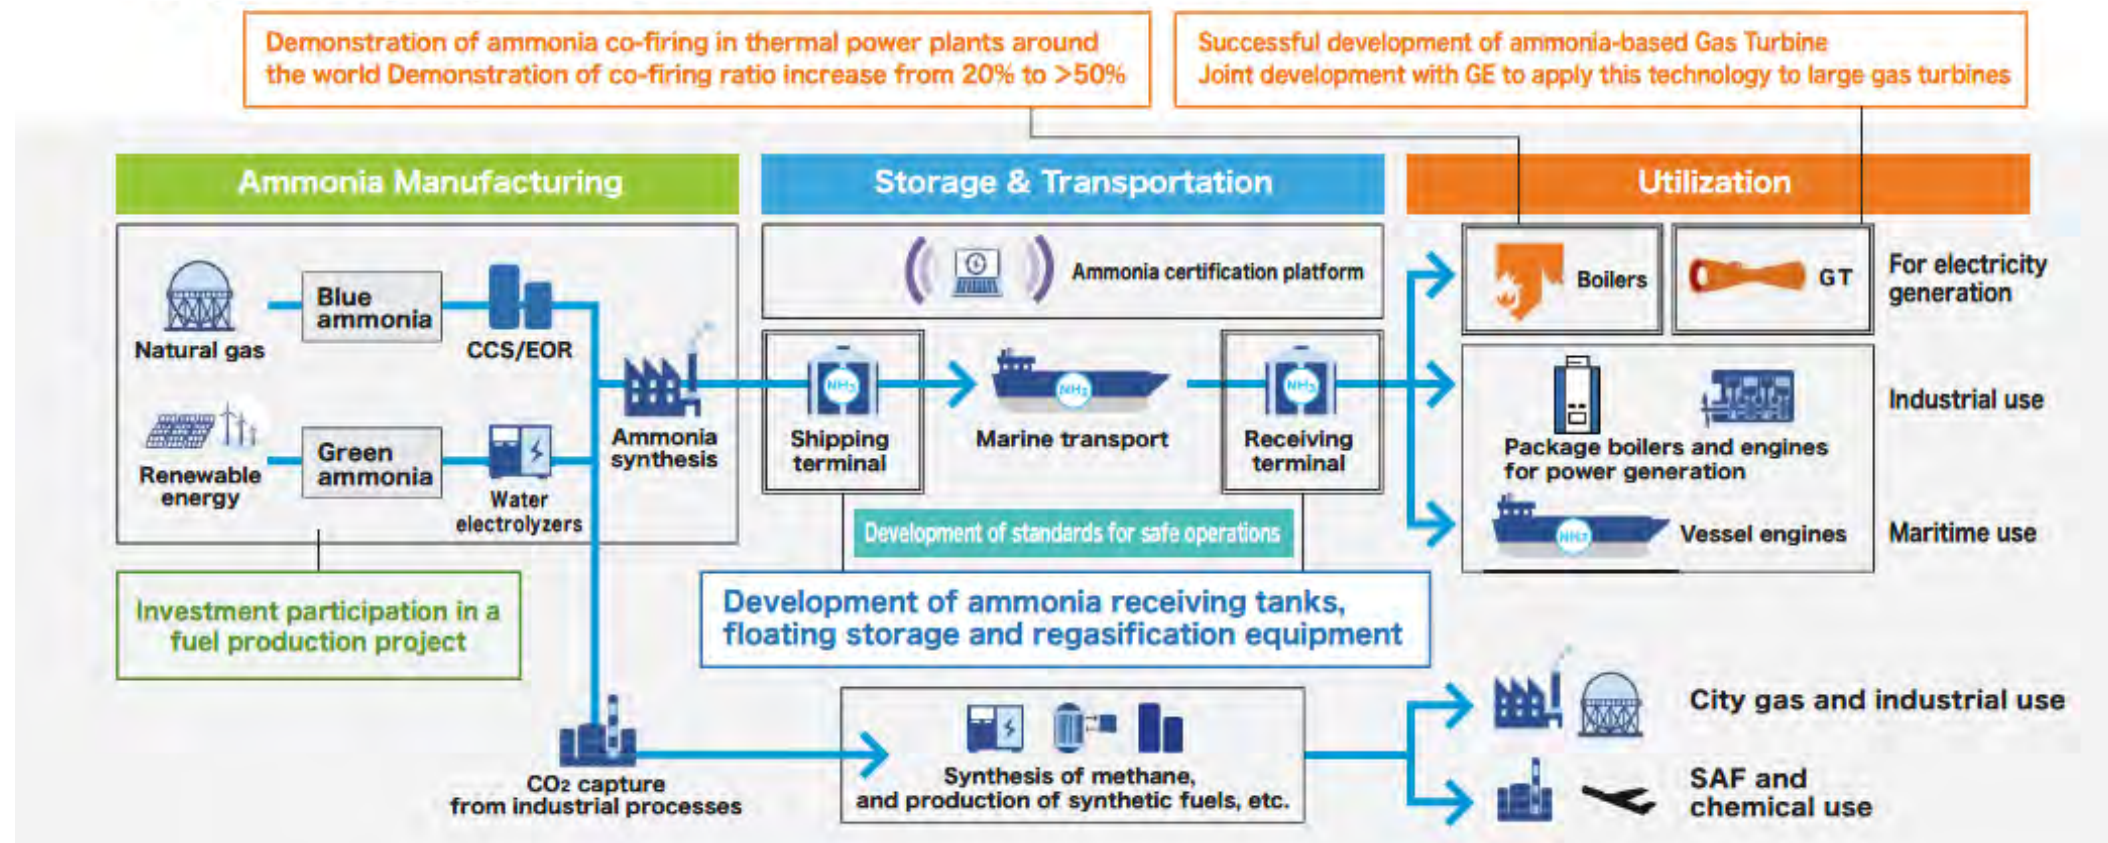 Demonstration of ammonia co-firing in thermal power plants around
the world Demonstration of co-firing ratio increase from 20% to >50%
Successful development of ammonia-based Gas Turbine
Joint development with GE to apply this technology to large gas turbines
Ammonia Manufacturing
Storage & Transportation
Utilization
Natural gas
Blue
ammonia
CCS/EOR
Renewable
energy
Green
ammonia
Water
electrolyzers
Ammonia
synthesis
Investment participation in a
fuel production project
Ammonia certification platform
NH₃
Shipping
terminal
NH₃
Marine transport
NH₃
Receiving
terminal
Development of standards for safe operations
Development of ammonia receiving tanks,
floating storage and regasification equipment
Boilers
GT
For electricity
generation
Package boilers and engines
for power generation
Industrial use
NH₃
Vessel engines
Maritime use
CO₂ capture
from industrial processes
Synthesis of methane,
and production of synthetic fuels, etc.
City gas and industrial use
SAF and
chemical use